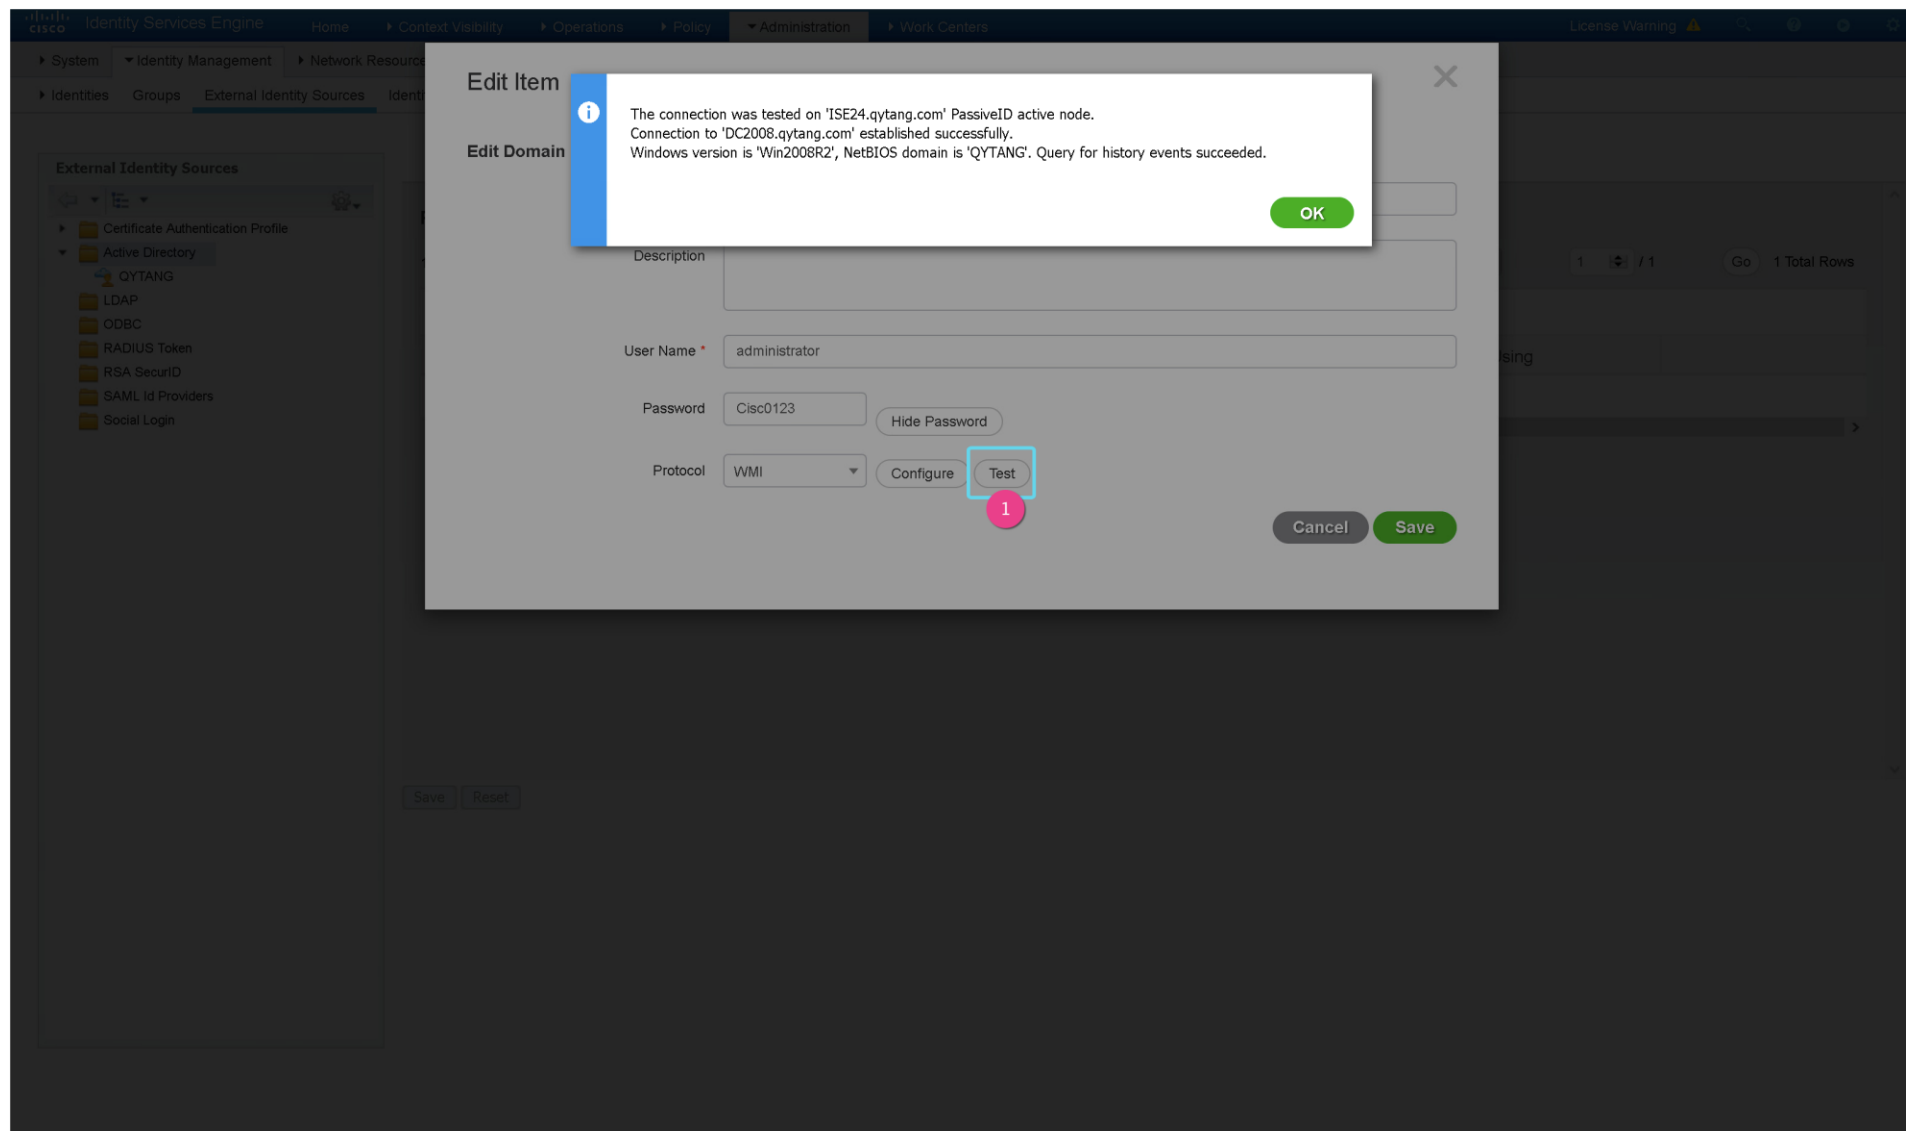 cisco Identity Services Engine Home Context Visibility Operations Policy Administration Work Centers License Warning
System Identity Management Network Resource
Identities Groups External Identity Sources Identi
Edit Item
The connection was tested on 'ISE24.qytang.com' PassiveID active node.
Connection to 'DC2008.qytang.com' established successfully.
Windows version is 'Win2008R2', NetBIOS domain is 'QYTANG'. Query for history events succeeded.
OK
Edit Domain
External Identity Sources
Certificate Authentication Profile
Active Directory
QYTANG
LDAP
ODBC
RADIUS Token
RSA SecurID
SAML Id Providers
Social Login
Description
1 / 1 Go 1 Total Rows
User Name * administrator
sing
Password Cisc0123 Hide Password
Protocol WMI Configure Test
1
Cancel Save
Save Reset